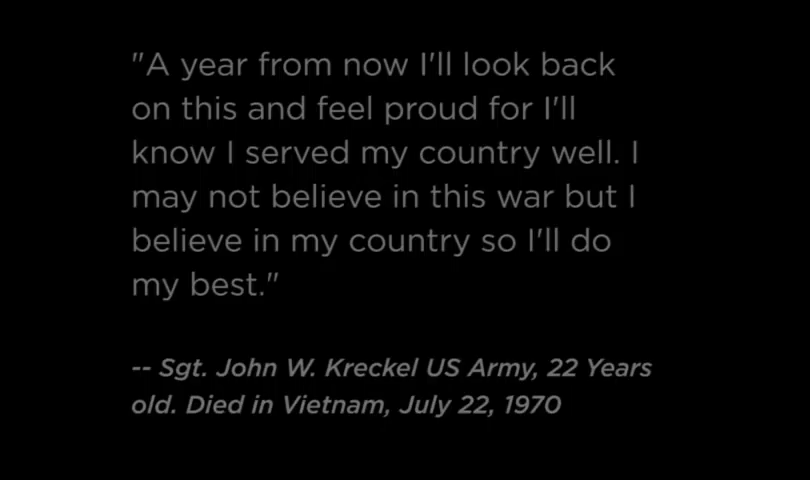 "A year from now I'll look back
on this and feel proud for I'll
know I served my country well. I
may not believe in this war but I
believe in my country so I'll do
my best."
-- Sgt. John W. Kreckel US Army, 22 Years
old. Died in Vietnam, July 22, 1970